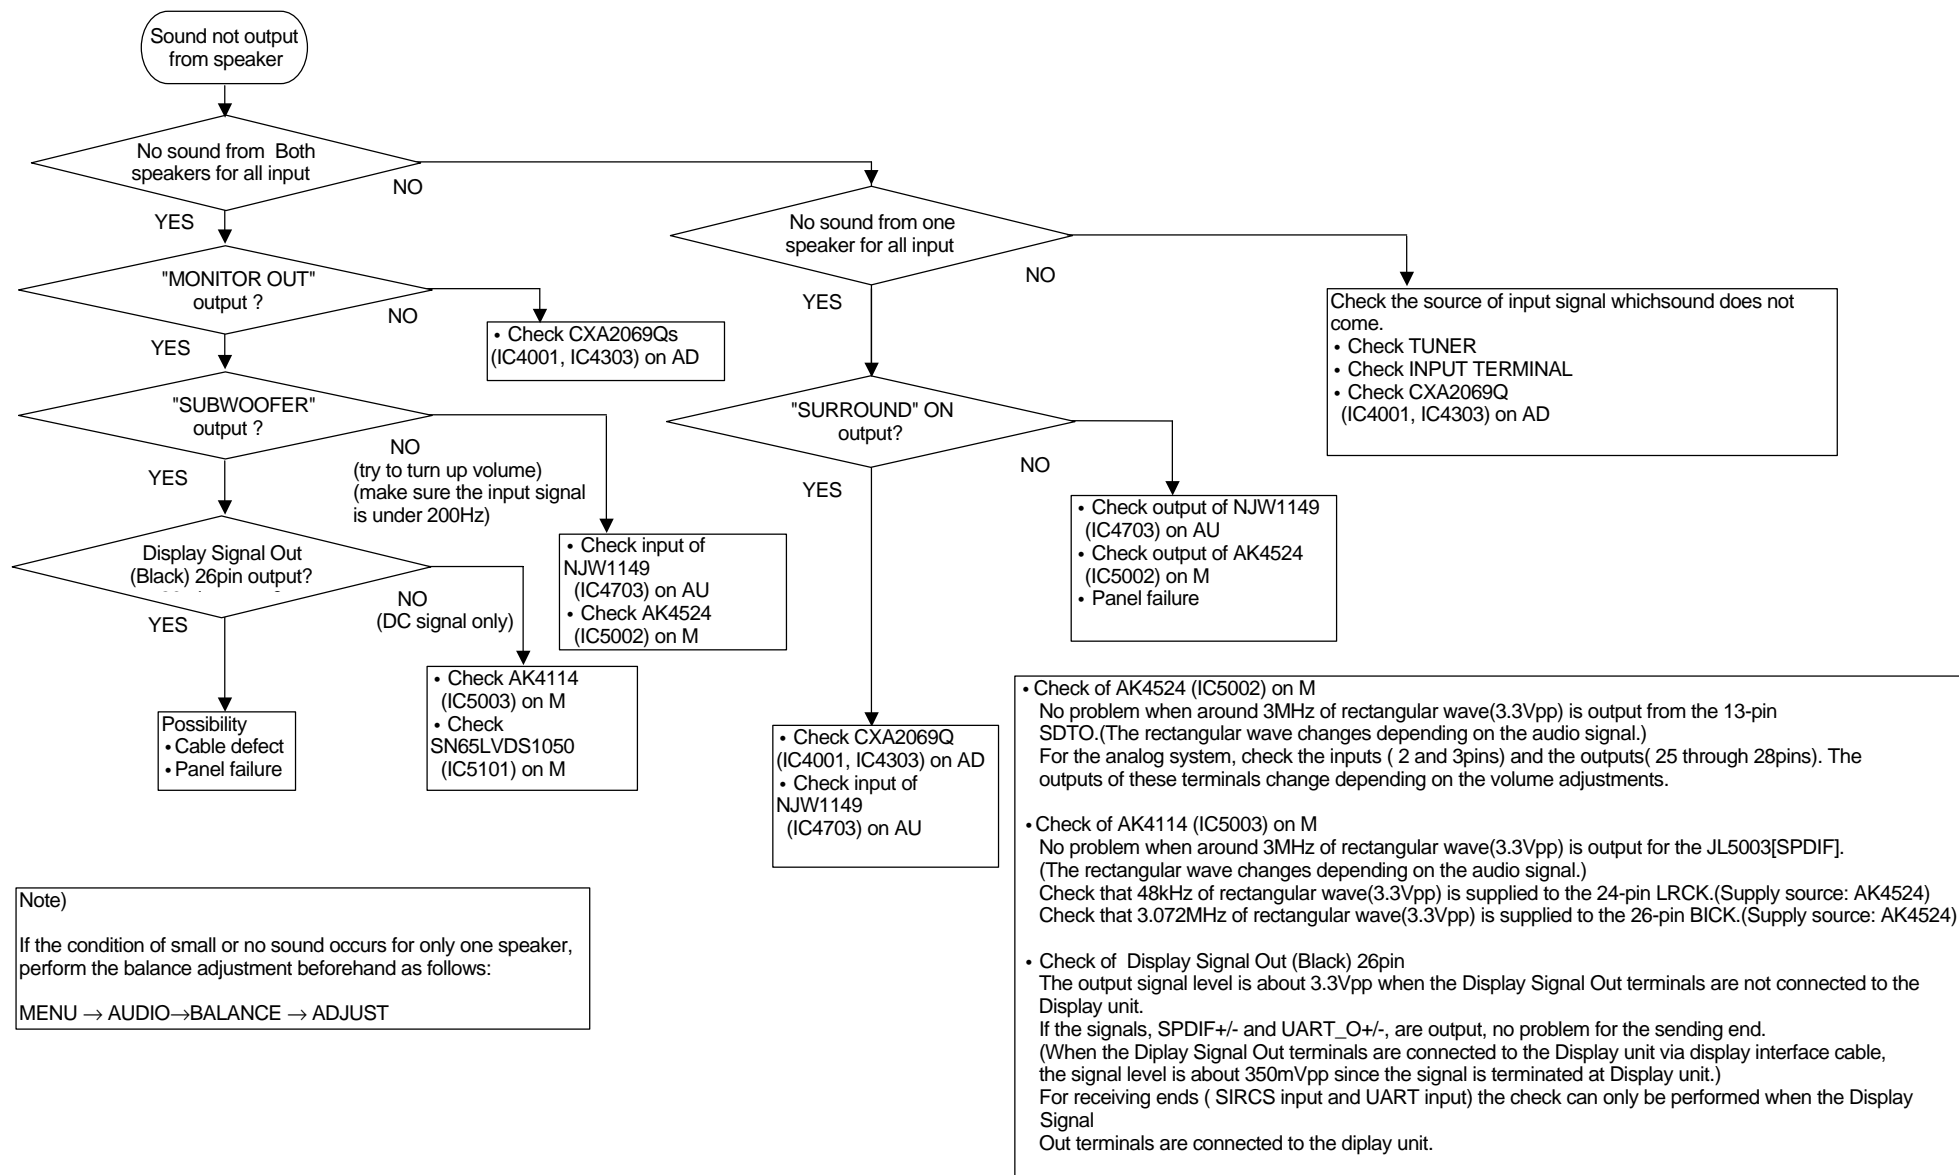 Sound not output
from speaker
No sound from Both
speakers for all input
NO
YES
"MONITOR OUT"
output ?
NO
YES
• Check CXA2069Qs
(IC4001, IC4303) on AD
"SUBWOOFER"
output ?
NO
(try to turn up volume)
(make sure the input signal
is under 200Hz)
YES
• Check input of
NJW1149
(IC4703) on AU
• Check AK4524
(IC5002) on M
Display Signal Out
(Black) 26pin output?
NO
(DC signal only)
YES
• Check AK4114
(IC5003) on M
• Check
SN65LVDS1050
(IC5101) on M
Possibility
• Cable defect
• Panel failure
No sound from one
speaker for all input
NO
YES
Check the source of input signal whichsound does not
come.
• Check TUNER
• Check INPUT TERMINAL
• Check CXA2069Q
(IC4001, IC4303) on AD
"SURROUND" ON
output?
NO
YES
• Check output of NJW1149
(IC4703) on AU
• Check output of AK4524
(IC5002) on M
• Panel failure
• Check CXA2069Q
(IC4001, IC4303) on AD
• Check input of
NJW1149
(IC4703) on AU
Note)
If the condition of small or no sound occurs for only one speaker,
perform the balance adjustment beforehand as follows:
MENU → AUDIO→BALANCE → ADJUST
• Check of AK4524 (IC5002) on M
No problem when around 3MHz of rectangular wave(3.3Vpp) is output from the 13-pin
SDTO.(The rectangular wave changes depending on the audio signal.)
For the analog system, check the inputs ( 2 and 3pins) and the outputs( 25 through 28pins). The
outputs of these terminals change depending on the volume adjustments.
• Check of AK4114 (IC5003) on M
No problem when around 3MHz of rectangular wave(3.3Vpp) is output for the JL5003[SPDIF].
(The rectangular wave changes depending on the audio signal.)
Check that 48kHz of rectangular wave(3.3Vpp) is supplied to the 24-pin LRCK.(Supply source: AK4524)
Check that 3.072MHz of rectangular wave(3.3Vpp) is supplied to the 26-pin BICK.(Supply source: AK4524)
• Check of Display Signal Out (Black) 26pin
The output signal level is about 3.3Vpp when the Display Signal Out terminals are not connected to the
Display unit.
If the signals, SPDIF+/- and UART_O+/-, are output, no problem for the sending end.
(When the Diplay Signal Out terminals are connected to the Display unit via display interface cable,
the signal level is about 350mVpp since the signal is terminated at Display unit.)
For receiving ends ( SIRCS input and UART input) the check can only be performed when the Display
Signal
Out terminals are connected to the diplay unit.